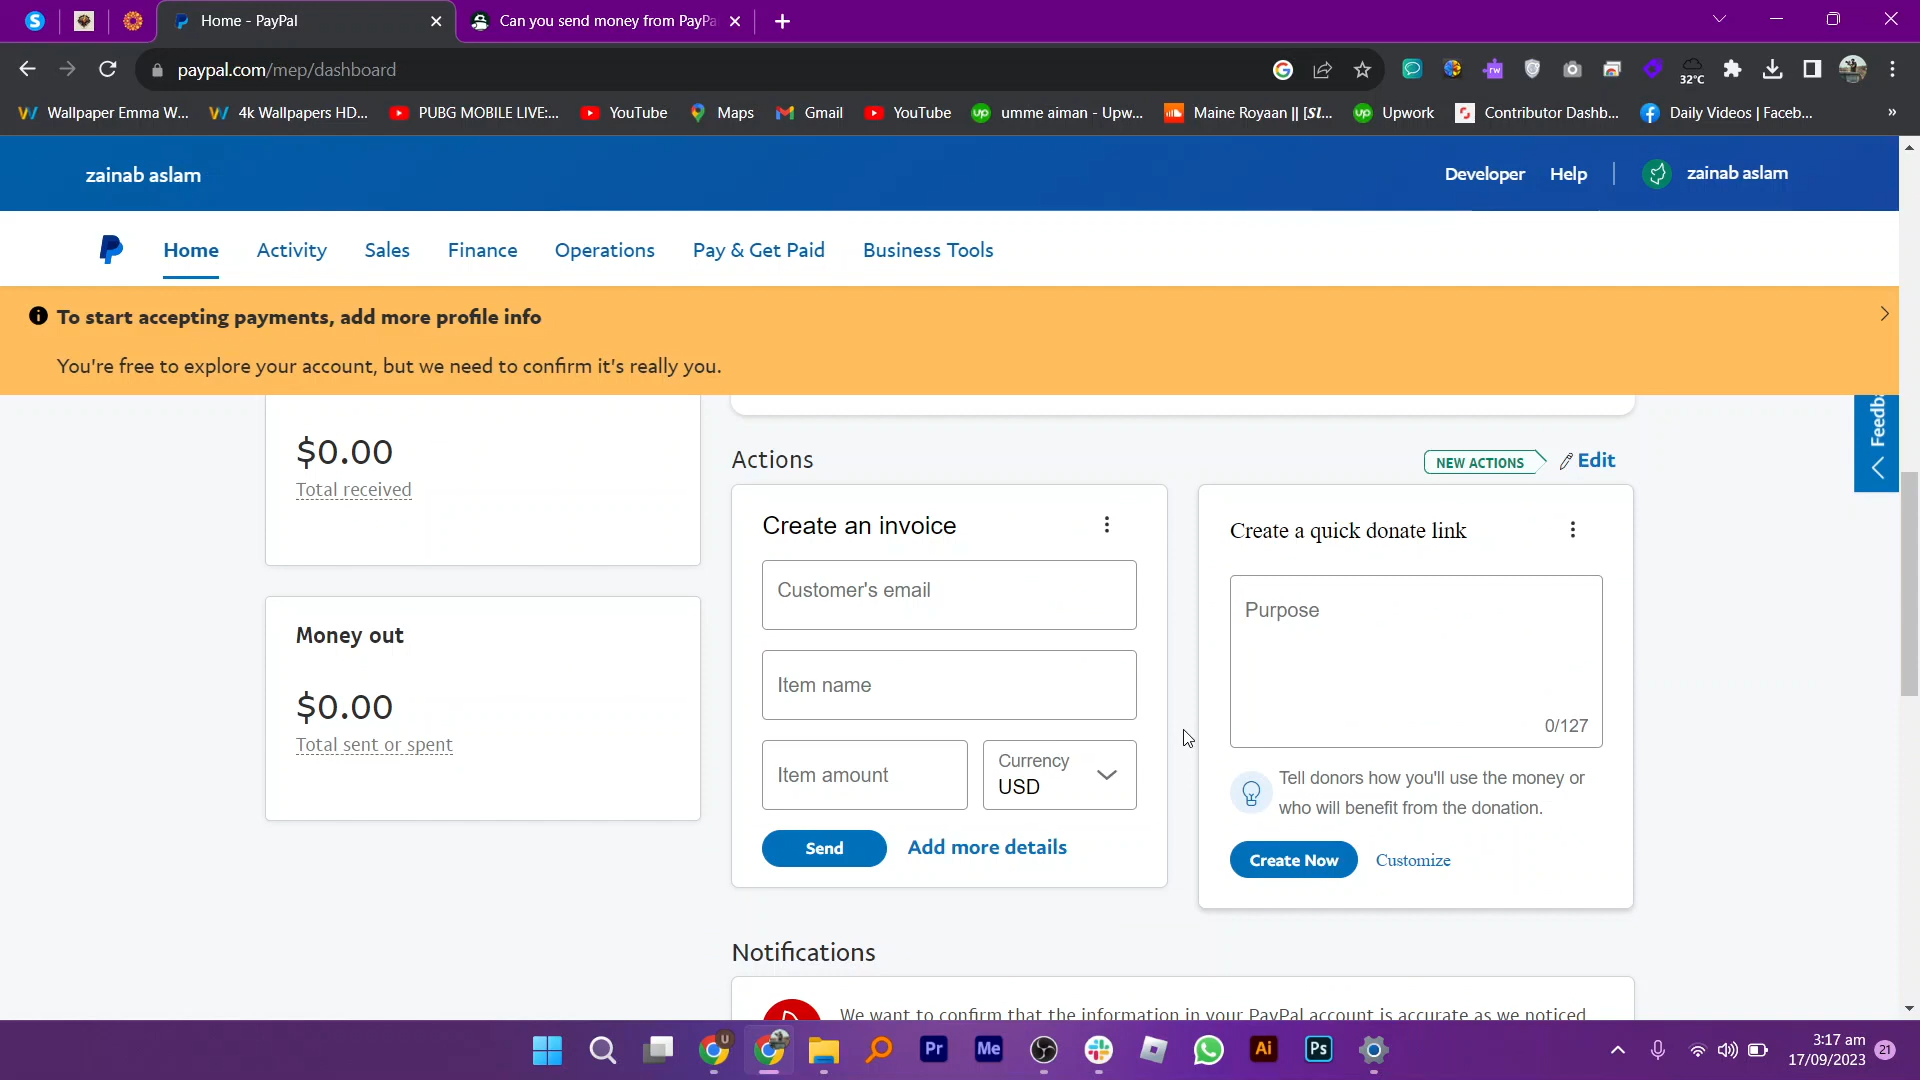 Home - PayPal
Can you send money from PayPa
paypal.com/mep/dashboard
32°C
Wallpaper Emma W...
4k Wallpapers HD...
PUBG MOBILE LIVE:...
YouTube
Maps
Gmail
YouTube
umme aiman - Upw...
Maine Royaan || [Sl...
Upwork
Contributor Dashb...
Daily Videos | Faceb...
»
zainab aslam
Developer
Help
zainab aslam
Home
Activity
Sales
Finance
Operations
Pay & Get Paid
Business Tools
To start accepting payments, add more profile info
You're free to explore your account, but we need to confirm it's really you.
Feedba
$0.00
Total received
Actions
NEW ACTIONS
Edit
Create an invoice
Customer's email
Item name
Item amount
Currency
USD
Send
Add more details
Create a quick donate link
Purpose
0/127
Tell donors how you'll use the money or
who will benefit from the donation.
Create Now
Customize
Money out
$0.00
Total sent or spent
Notifications
We want to confirm that the information in your PayPal account is accurate as we noticed
U
Pr
Me
Ai
Ps
3:17 am
17/09/2023
21